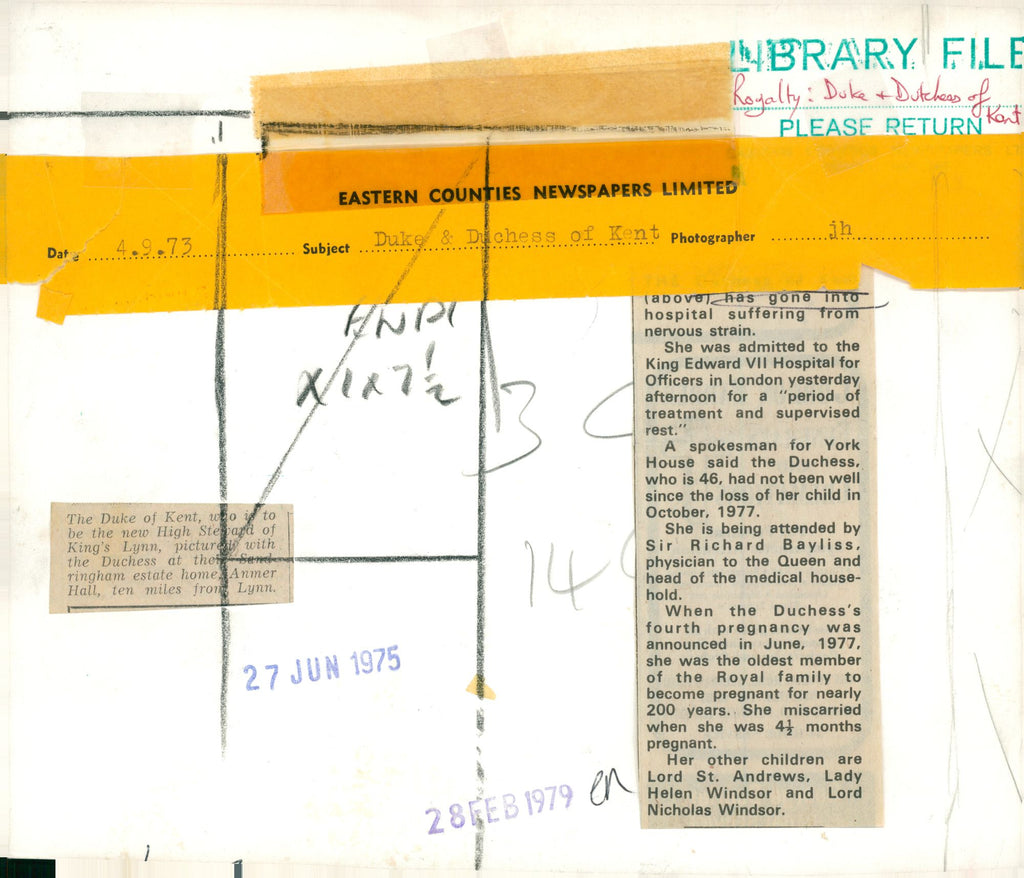 LIBRARY FILE
Royalty: Duke + Dutchess of Kent
PLEASE RETURN
EASTERN COUNTIES NEWSPAPERS LIMITED
Date 4.9.73 Subject Duke & Duchess of Kent Photographer jh
(above) has gone into
hospital suffering from
nervous strain.
She was admitted to the
King Edward VII Hospital for
Officers in London yesterday
afternoon for a "period of
treatment and supervised
rest."
A spokesman for York
House said the Duchess,
who is 46, had not been well
since the loss of her child in
October, 1977.
She is being attended by
Sir Richard Bayliss,
physician to the Queen and
head of the medical house-
hold.
When the Duchess's
fourth pregnancy was
announced in June, 1977,
she was the oldest member
of the Royal family to
become pregnant for nearly
200 years. She miscarried
when she was 4½ months
pregnant.
Her other children are
Lord St. Andrews, Lady
Helen Windsor and Lord
Nicholas Windsor.
X1x7½
14
The Duke of Kent, who is to
be the new High Steward of
King's Lynn, pictured with
the Duchess at their Sand-
ringham estate home, Anmer
Hall, ten miles from Lynn.
27 JUN 1975
28 FEB 1979